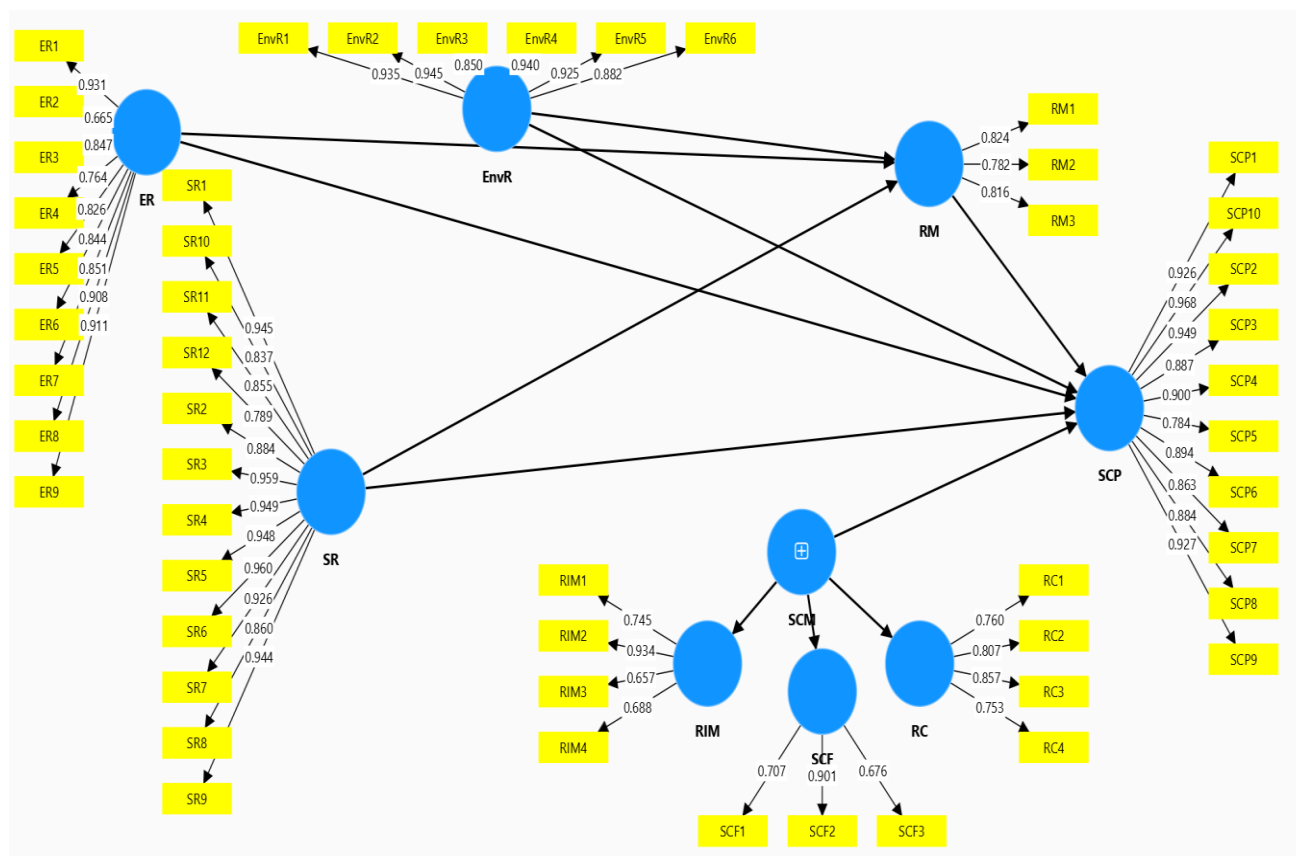 EnvR1 EnvR2 EnvR3 EnvR4 EnvR5 EnvR6
0.935 0.945 0.850 0.940 0.925 0.882
EnvR
ER1
ER2
ER3
ER4
ER5
ER6
ER7
ER8
ER9
0.931
0.665
0.847
0.764
0.826
0.844
0.851
0.908
0.911
ER
SR1
SR10
SR11
SR12
SR2
SR3
SR4
SR5
SR6
SR7
SR8
SR9
0.945
0.837
0.855
0.789
0.884
0.959
0.949
0.948
0.960
0.926
0.860
0.944
SR
RM
0.824
0.782
0.816
RM1
RM2
RM3
SCP
0.926
0.968
0.949
0.887
0.900
0.784
0.894
0.863
0.884
0.927
SCP1
SCP10
SCP2
SCP3
SCP4
SCP5
SCP6
SCP7
SCP8
SCP9
SCM
RIM1
RIM2
RIM3
RIM4
0.745
0.934
0.657
0.688
RIM
SCF
0.707 0.901 0.676
SCF1 SCF2 SCF3
RC
0.760
0.807
0.857
0.753
RC1
RC2
RC3
RC4